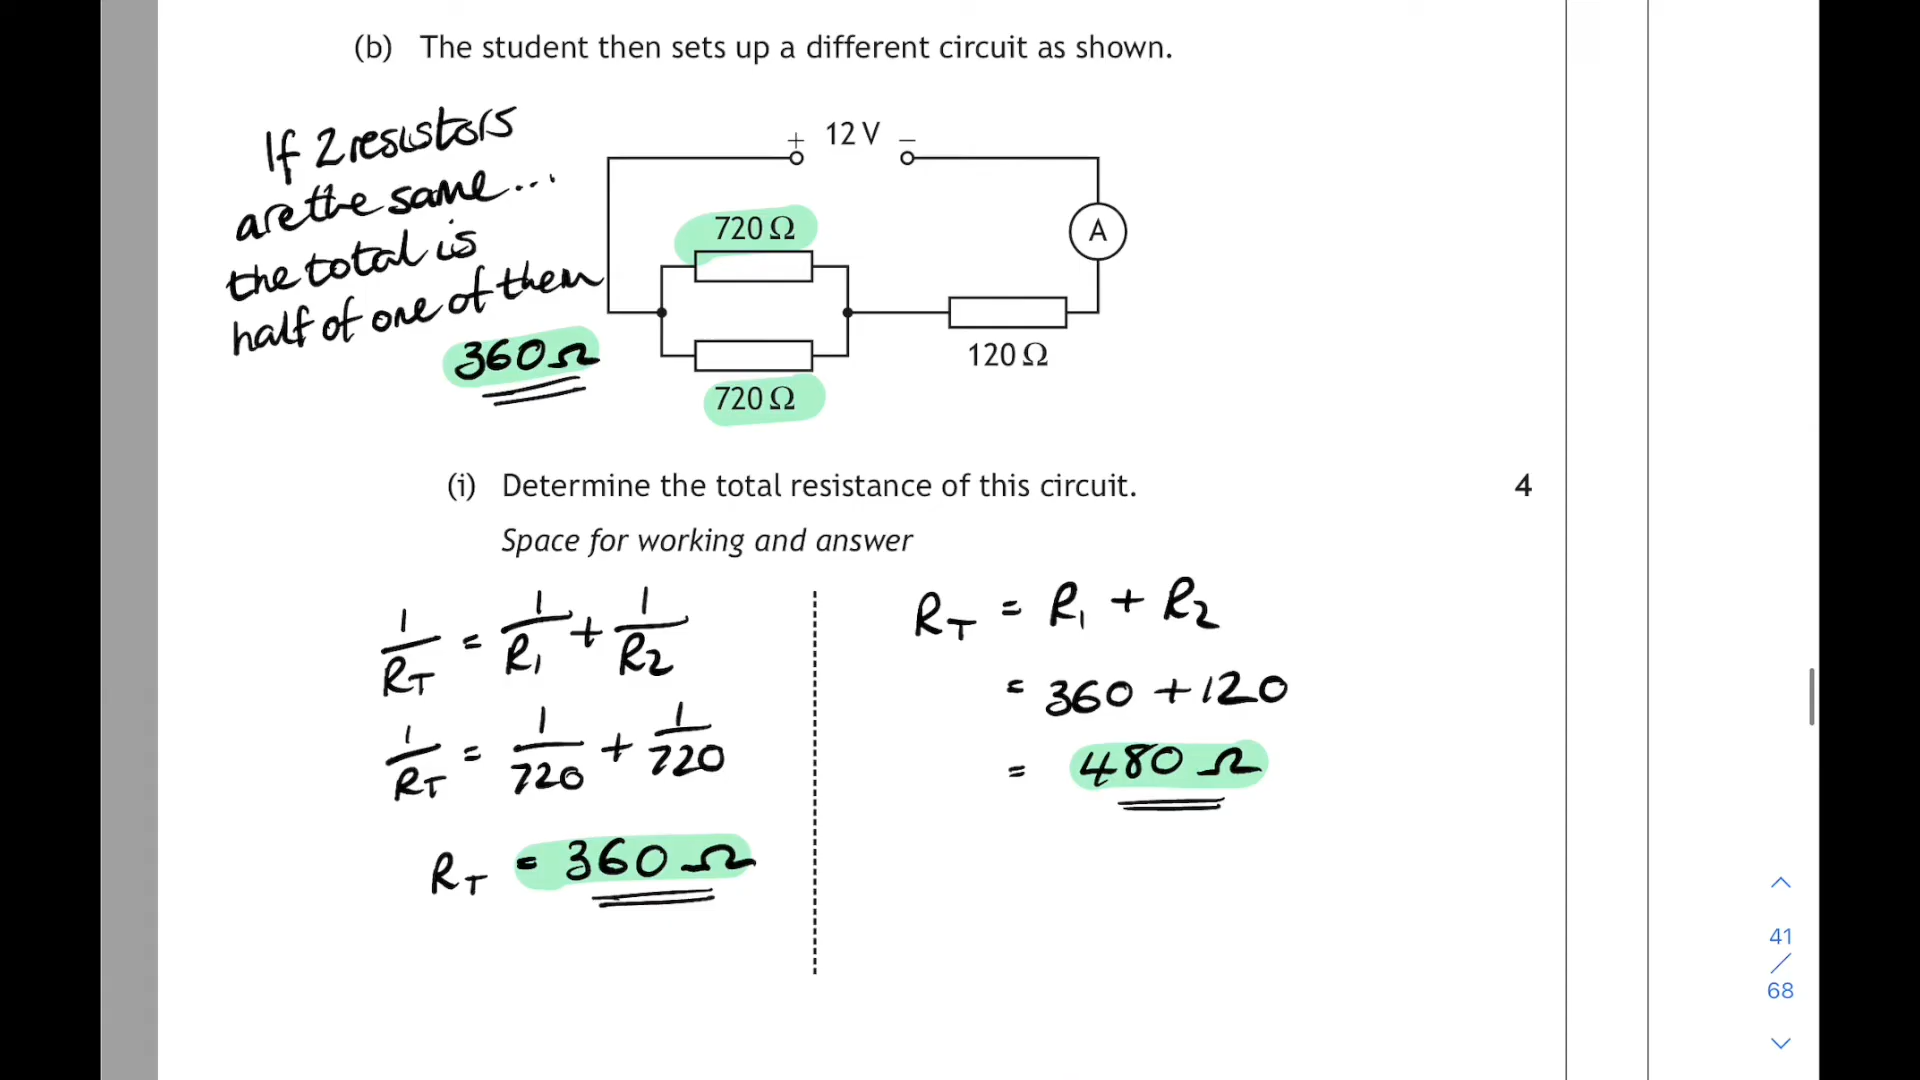 (b) The student then sets up a different circuit as shown.
If 2 resistors
are the same...
the total is
half of one of them
360Ω
+ 12 V −
720 Ω
A
120 Ω
720 Ω
(i) Determine the total resistance of this circuit. 4
Space for working and answer
1/RT = 1/R1 + 1/R2
1/RT = 1/720 + 1/720
RT = 360 Ω
RT = R1 + R2
= 360 + 120
= 480 Ω
41
/
68